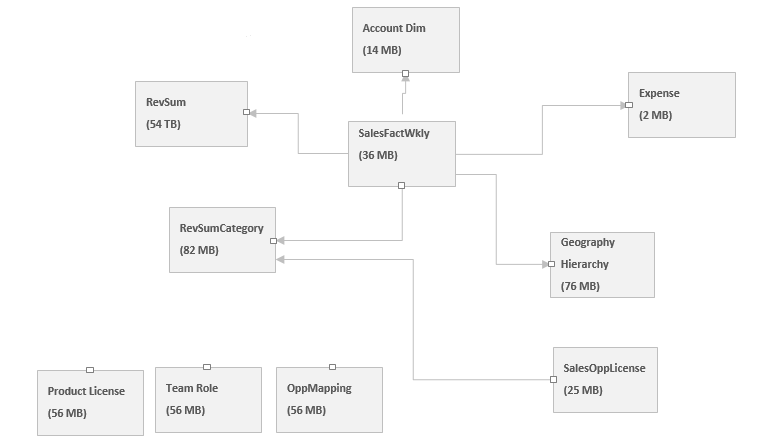 Account Dim
(14 MB)
RevSum
(54 TB)
Expense
(2 MB)
SalesFactWkly
(36 MB)
RevSumCategory
(82 MB)
Geography
Hierarchy
(76 MB)
SalesOppLicense
(25 MB)
Product License
(56 MB)
Team Role
(56 MB)
OppMapping
(56 MB)